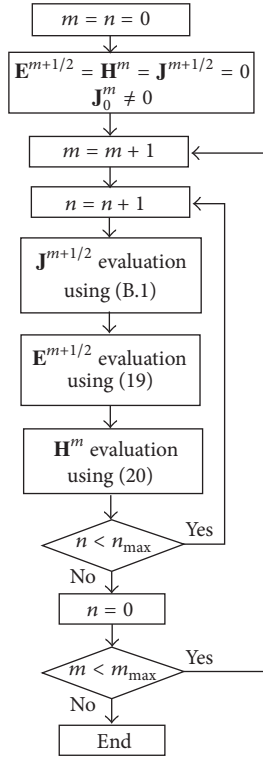 m = n = 0
E^{m+1/2} = H^m = J^{m+1/2} = 0
J_0^m ≠ 0
m = m + 1
n = n + 1
J^{m+1/2} evaluation
using (B.1)
E^{m+1/2} evaluation
using (19)
H^m evaluation
using (20)
n < n_max
Yes
No
n = 0
m < m_max
Yes
No
End